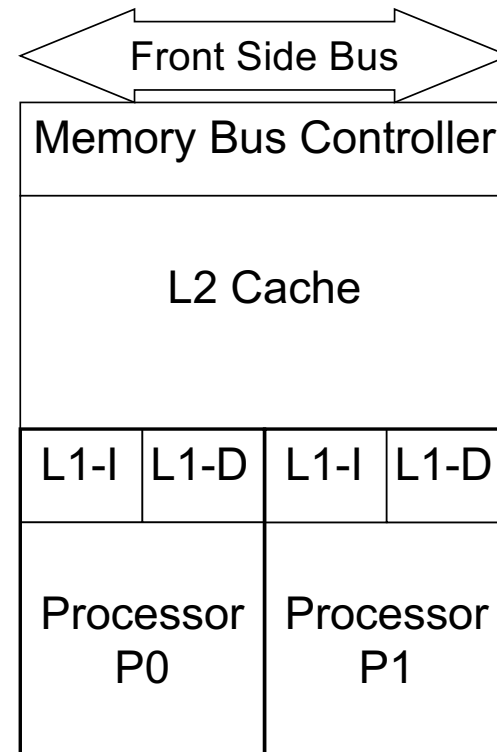 Front Side Bus
Memory Bus Controller
L2 Cache
L1-I L1-D L1-I L1-D
Processor Processor
P0 P1